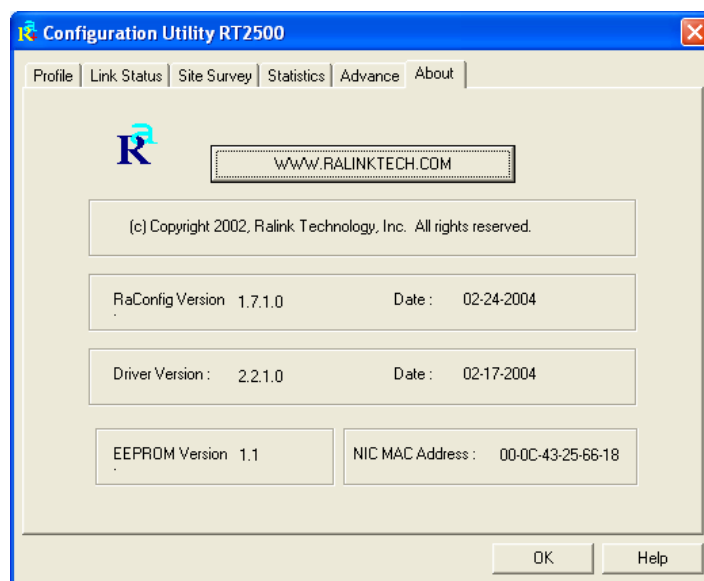 Ra Configuration Utility RT2500
Profile Link Status Site Survey Statistics Advance About
Ra
WWW.RALINKTECH.COM
(c) Copyright 2002, Ralink Technology, Inc. All rights reserved.
RaConfig Version : 1.7.1.0 Date : 02-24-2004
Driver Version : 2.2.1.0 Date : 02-17-2004
EEPROM Version : 1.1 NIC MAC Address : 00-0C-43-25-66-18
OK Help